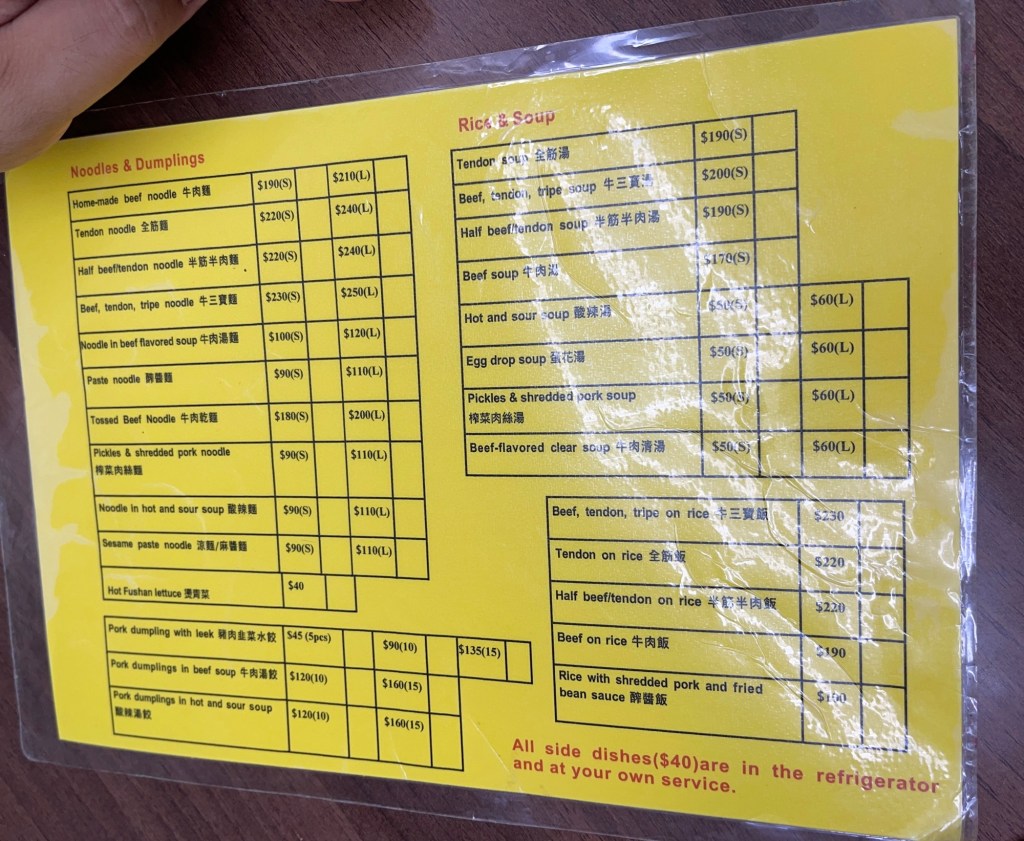 Noodles & Dumplings
Home-made beef noodle 牛肉麵 $190(S) $210(L)
Tendon noodle 全筋麵 $220(S) $240(L)
Half beef/tendon noodle 半筋半肉麵 $220(S) $240(L)
Beef, tendon, tripe noodle 牛三寶麵 $230(S) $250(L)
Noodle in beef flavored soup 牛肉湯麵 $100(S) $120(L)
Paste noodle 醡醬麵 $90(S) $110(L)
Tossed Beef Noodle 牛肉乾麵 $180(S) $200(L)
Pickles & shredded pork noodle $90(S) $110(L)
榨菜肉絲麵
Noodle in hot and sour soup 酸辣麵 $90(S) $110(L)
Sesame paste noodle 涼麵/麻醬麵 $90(S) $110(L)
Hot Fushan lettuce 燙青菜 $40
Pork dumpling with leek 豬肉韭菜水餃 $45 (5pcs) $90(10) $135(15)
Pork dumplings in beef soup 牛肉湯餃 $120(10) $160(15)
Pork dumplings in hot and sour soup $120(10) $160(15)
酸辣湯餃
Rice & Soup
Tendon soup 全筋湯 $190(S)
Beef, tendon, tripe soup 牛三寶湯 $200(S)
Half beef/tendon soup 半筋半肉湯 $190(S)
Beef soup 牛肉湯 $170(S)
Hot and sour soup 酸辣湯 $50(S) $60(L)
Egg drop soup 蛋花湯 $50(S) $60(L)
Pickles & shredded pork soup $50(S) $60(L)
榨菜肉絲湯
Beef-flavored clear soup 牛肉清湯 $50(S) $60(L)
Beef, tendon, tripe on rice 牛三寶飯 $230
Tendon on rice 全筋飯 $220
Half beef/tendon on rice 半筋半肉飯 $220
Beef on rice 牛肉飯 $190
Rice with shredded pork and fried
bean sauce 醡醬飯
All side dishes($40)are in the refrigerator
and at your own service.